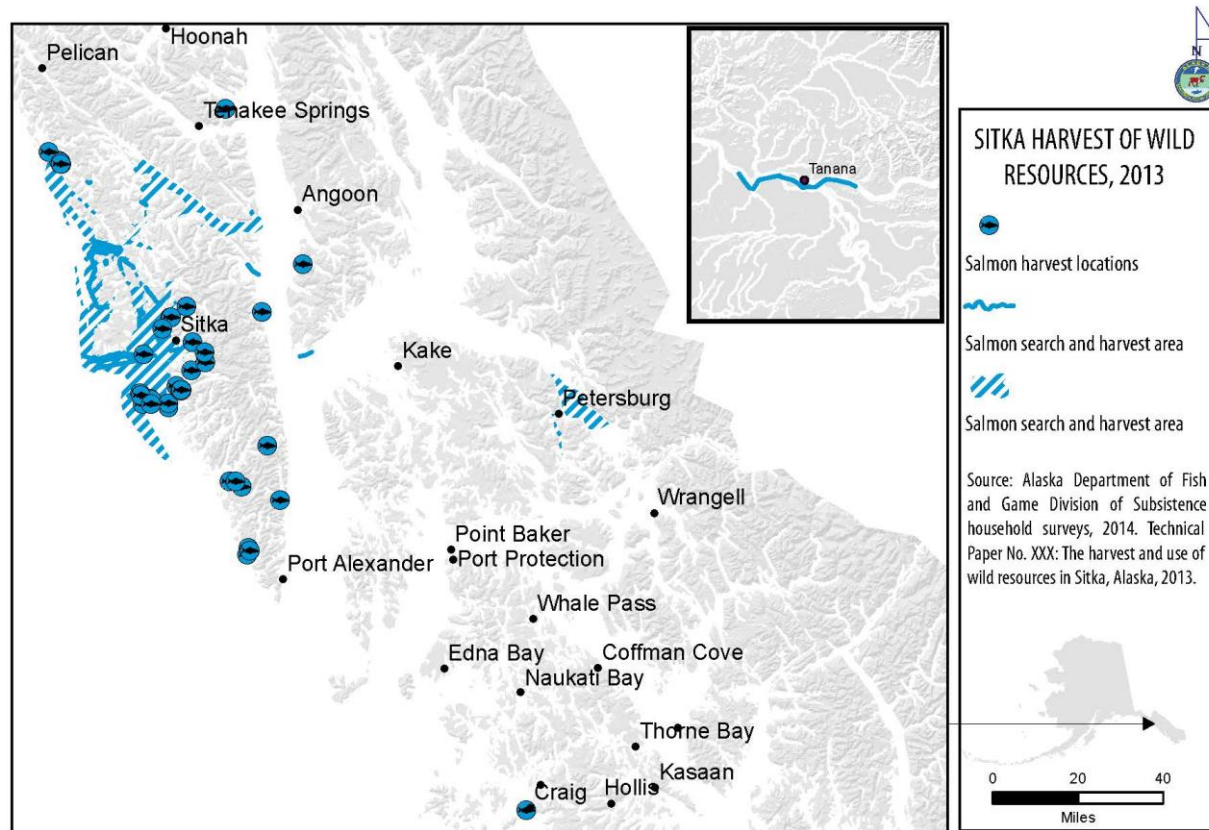 Hoonah
Pelican
Tenakee Springs
Angoon
Sitka
Kake
Petersburg
Wrangell
Point Baker
Port Protection
Port Alexander
Whale Pass
Edna Bay
Coffman Cove
Naukati Bay
Thorne Bay
Kasaan
Craig
Hollis
Tanana
N
SITKA HARVEST OF WILD
RESOURCES, 2013
Salmon harvest locations
Salmon search and harvest area
Salmon search and harvest area
Source: Alaska Department of Fish
and Game Division of Subsistence
household surveys, 2014. Technical
Paper No. XXX: The harvest and use of
wild resources in Sitka, Alaska, 2013.
0 20 40
Miles